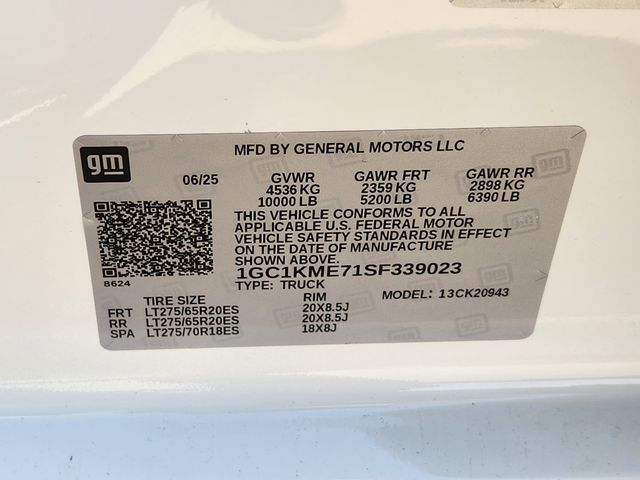 gm
MFD BY GENERAL MOTORS LLC
06/25 GVWR GAWR FRT GAWR RR
4536 KG 2359 KG 2898 KG
10000 LB 5200 LB 6390 LB
THIS VEHICLE CONFORMS TO ALL
APPLICABLE U.S. FEDERAL MOTOR
VEHICLE SAFETY STANDARDS IN EFFECT
ON THE DATE OF MANUFACTURE
SHOWN ABOVE.
8624
1GC1KME71SF339023
TYPE: TRUCK MODEL: 13CK20943
TIRE SIZE RIM
FRT LT275/65R20ES 20X8.5J
RR LT275/65R20ES 20X8.5J
SPA LT275/70R18ES 18X8J